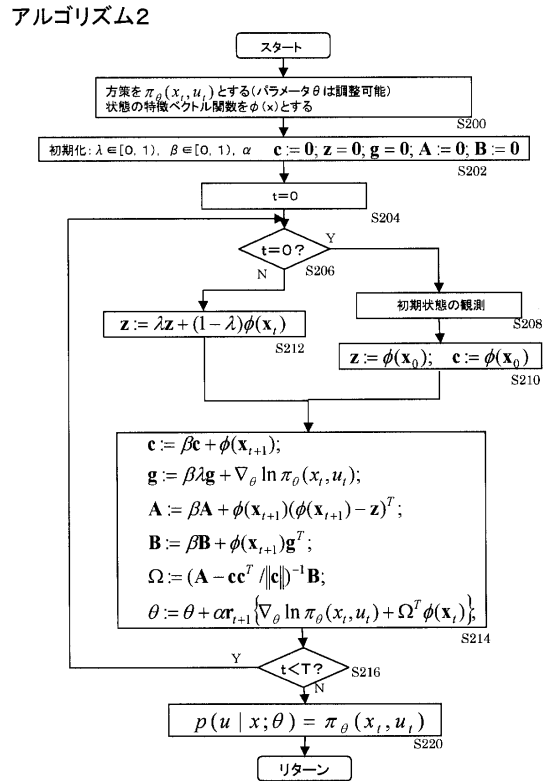 アルゴリズム2
スタート
方策を π_θ(x_t, u_t) とする(パラメータθは調整可能)
状態の特徴ベクトル関数をφ(x)とする
S200
初期化: λ∈[0, 1), β∈[0, 1), α c := 0; z = 0; g = 0; A := 0; B := 0
S202
t=0
S204
t=0?
Y
N
S206
初期状態の観測
S208
z := λz + (1 − λ)φ(x_t)
S212
z := φ(x_0); c := φ(x_0)
S210
c := βc + φ(x_{t+1});
g := βλg + ∇_θ ln π_θ(x_t, u_t);
A := βA + φ(x_{t+1})(φ(x_{t+1}) − z)^T;
B := βB + φ(x_{t+1})g^T;
Ω := (A − cc^T /‖c‖)^{−1}B;
θ := θ + αr_{t+1}{∇_θ ln π_θ(x_t, u_t) + Ω^Tφ(x_t)};
S214
Y
t<T?
S216
N
p(u | x;θ) = π_θ(x_t, u_t)
S220
リターン